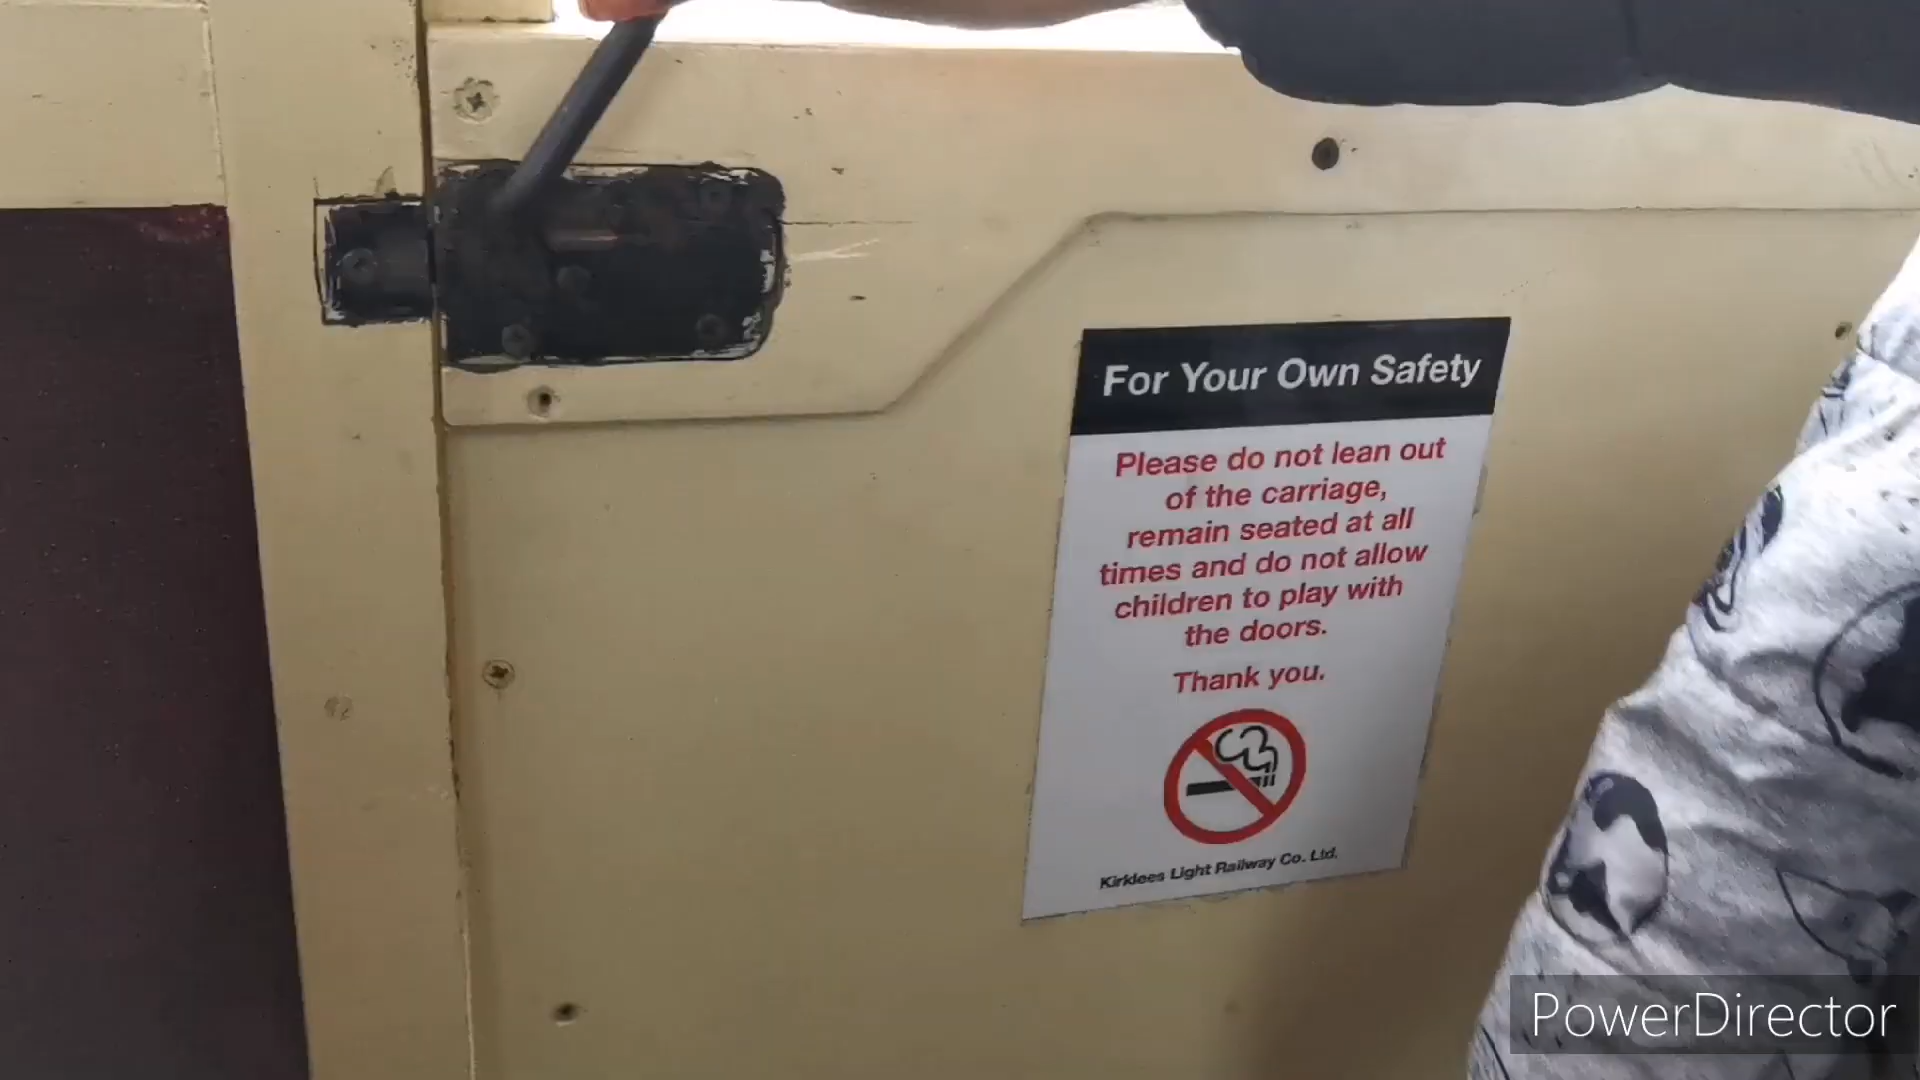 For Your Own Safety
Please do not lean out
of the carriage,
remain seated at all
times and do not allow
children to play with
the doors.
Thank you.
Kirklees Light Railway Co. Ltd.
PowerDirector